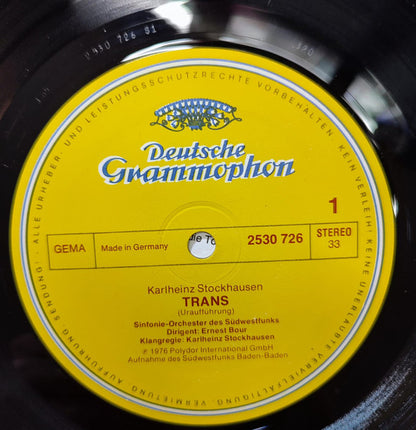 2530 726 S1
320
ALLE URHEBER- UND LEISTUNGSSCHUTZRECHTE VORBEHALTEN · KEIN VERLEIH! KEINE UNERLAUBTE VERVIELFÄLTIGUNG, VERMIETUNG, AUFFÜHRUNG, SENDUNG!
Deutsche
Grammophon
1
GEMA
Made in Germany
2530 726
STEREO
33
Karlheinz Stockhausen
TRANS
(Uraufführung)
Sinfonie-Orchester des Südwestfunks
Dirigent: Ernest Bour
Klangregie: Karlheinz Stockhausen
℗ 1976 Polydor International GmbH
Aufnahme des Südwestfunks Baden-Baden